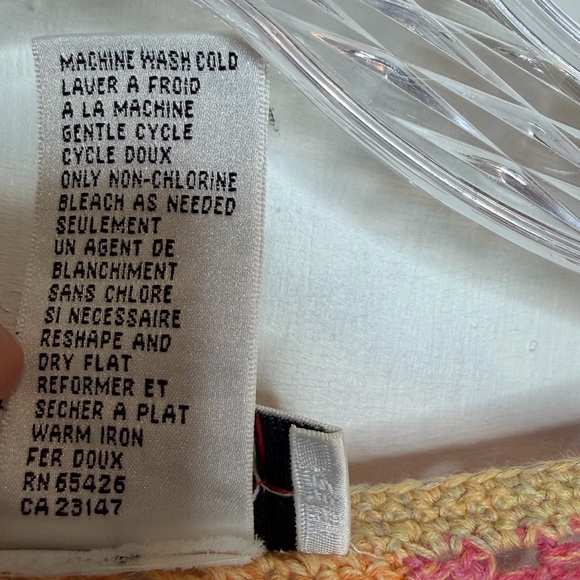 MACHINE WASH COLD
LAVER A FROID
A LA MACHINE
GENTLE CYCLE
CYCLE DOUX
ONLY NON-CHLORINE
BLEACH AS NEEDED
SEULEMENT
UN AGENT DE
BLANCHIMENT
SANS CHLORE
SI NECESSAIRE
RESHAPE AND
DRY FLAT
REFORMER ET
SECHER A PLAT
WARM IRON
FER DOUX
RN 65426
CA 23147